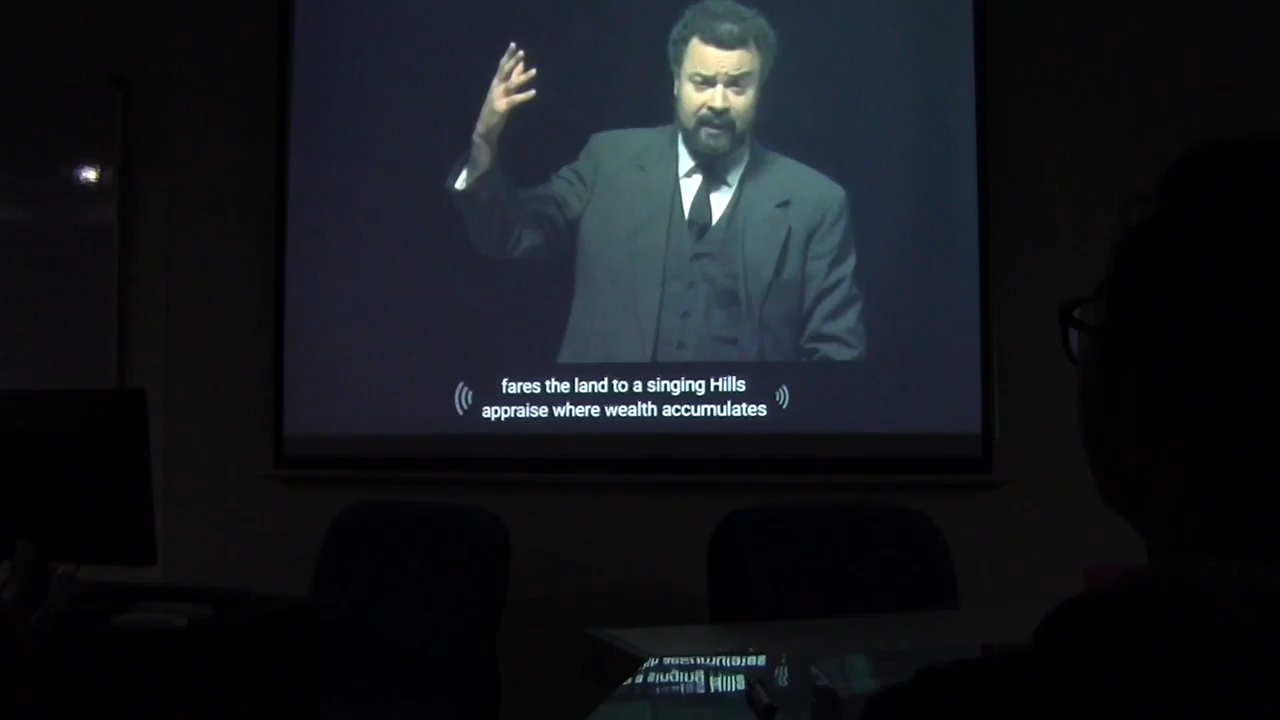 fares the land to a singing Hills
appraise where wealth accumulates